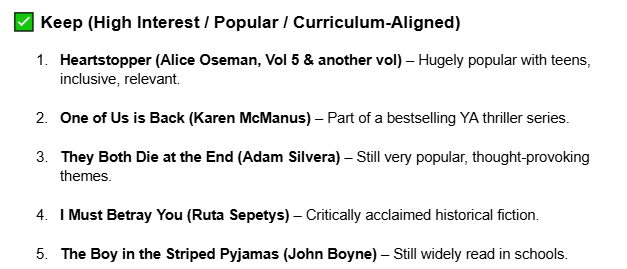 ✅ Keep (High Interest / Popular / Curriculum-Aligned)
1. Heartstopper (Alice Oseman, Vol 5 & another vol) – Hugely popular with teens,
inclusive, relevant.
2. One of Us is Back (Karen McManus) – Part of a bestselling YA thriller series.
3. They Both Die at the End (Adam Silvera) – Still very popular, thought-provoking
themes.
4. I Must Betray You (Ruta Sepetys) – Critically acclaimed historical fiction.
5. The Boy in the Striped Pyjamas (John Boyne) – Still widely read in schools.